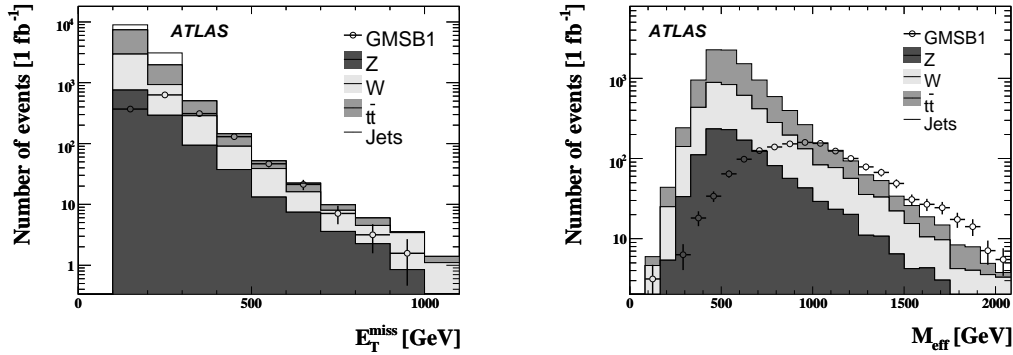 Number of events [1 fb⁻¹]
10⁴
10³
10²
10
1
ATLAS
GMSB1
Z
W
tt̄
Jets
0 500 1000
E_T^miss [GeV]
Number of events [1 fb⁻¹]
10³
10²
10
ATLAS
GMSB1
Z
W
tt̄
Jets
0 500 1000 1500 2000
M_eff [GeV]